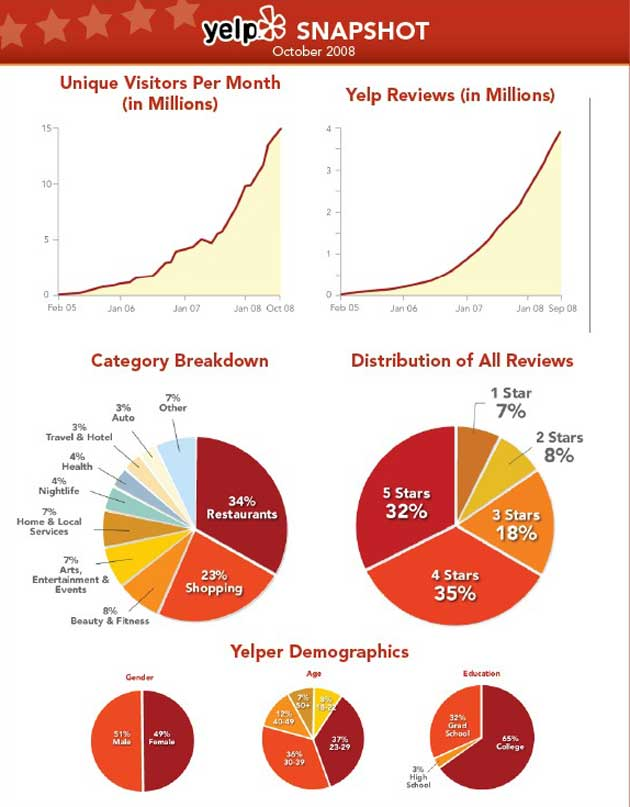 yelp SNAPSHOT
October 2008
Unique Visitors Per Month
(in Millions)
15
10
5
0
Feb 05
Jan 06
Jan 07
Jan 08
Oct 08
Yelp Reviews (in Millions)
4
3
2
1
0
Feb 05
Jan 06
Jan 07
Jan 08
Sep 08
Category Breakdown
7%
Other
3%
Auto
3%
Travel & Hotel
4%
Health
4%
Nightlife
7%
Home & Local
Services
7%
Arts,
Entertainment &
Events
8%
Beauty & Fitness
23%
Shopping
34%
Restaurants
Distribution of All Reviews
1 Star
7%
2 Stars
8%
3 Stars
18%
4 Stars
35%
5 Stars
32%
Yelper Demographics
Gender
51%
Male
49%
Female
Age
7%
50+
18-22
12%
40-49
37%
23-29
36%
30-39
Education
32%
Grad
School
65%
College
3%
High
School